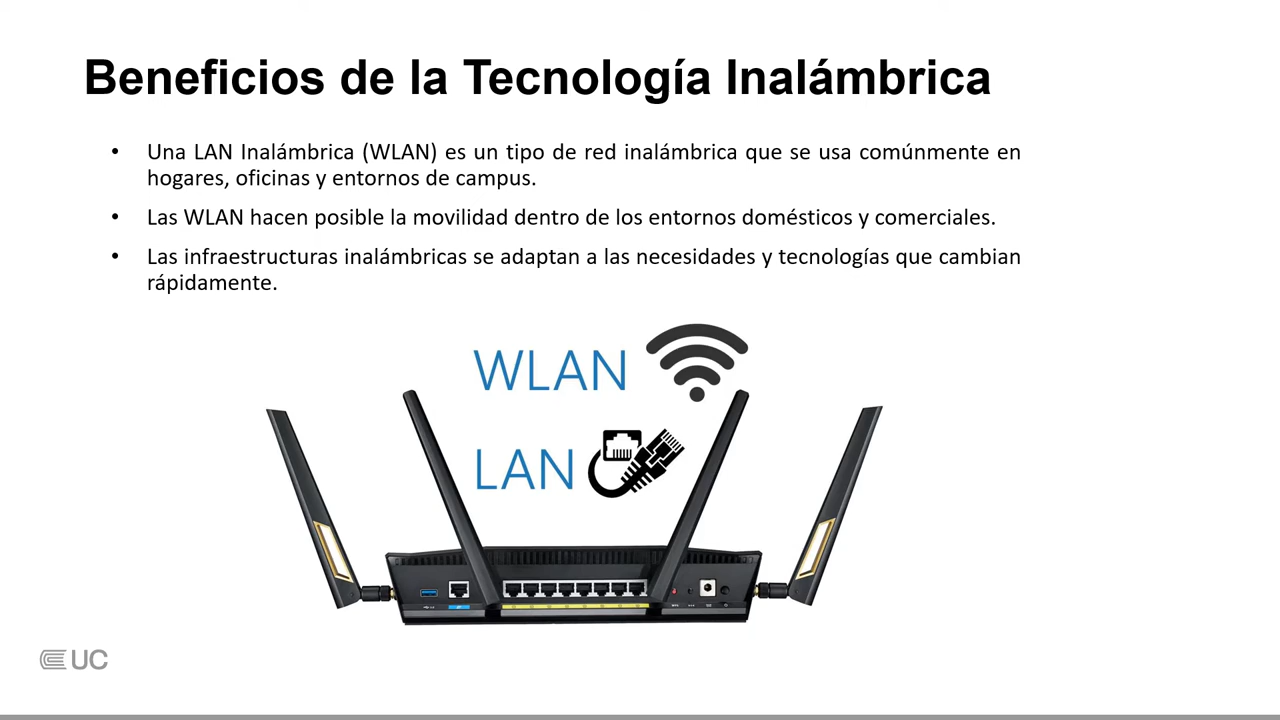 Beneficios de la Tecnología Inalámbrica
• Una LAN Inalámbrica (WLAN) es un tipo de red inalámbrica que se usa comúnmente en
hogares, oficinas y entornos de campus.
• Las WLAN hacen posible la movilidad dentro de los entornos domésticos y comerciales.
• Las infraestructuras inalámbricas se adaptan a las necesidades y tecnologías que cambian
rápidamente.
WLAN
LAN
UC